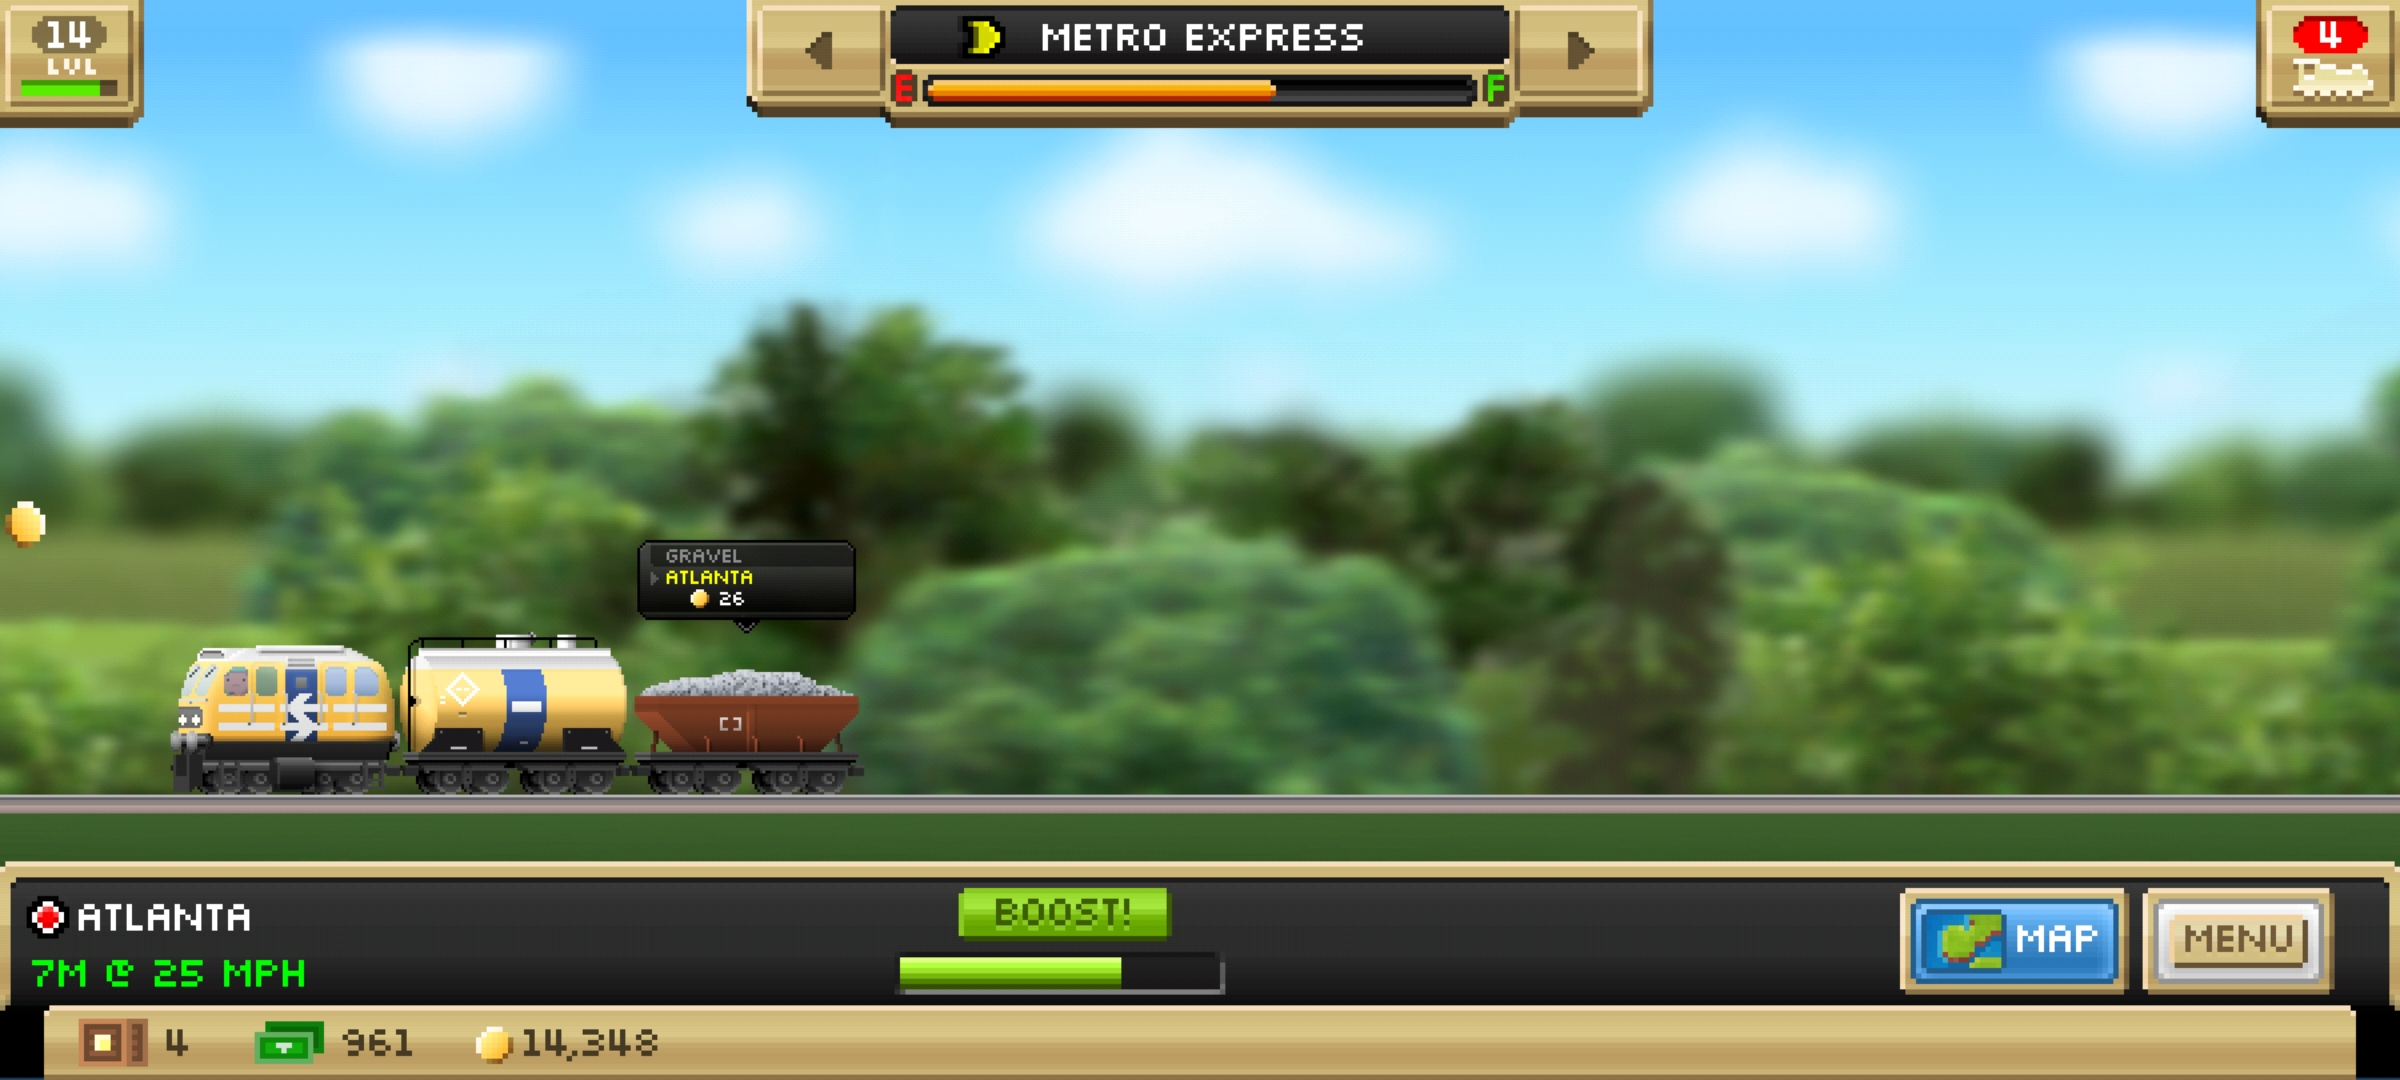 14
LVL
METRO EXPRESS
E
F
4
GRAVEL
ATLANTA
26
ATLANTA
7M @ 25 MPH
BOOST!
MAP
MENU
4
961
14,348